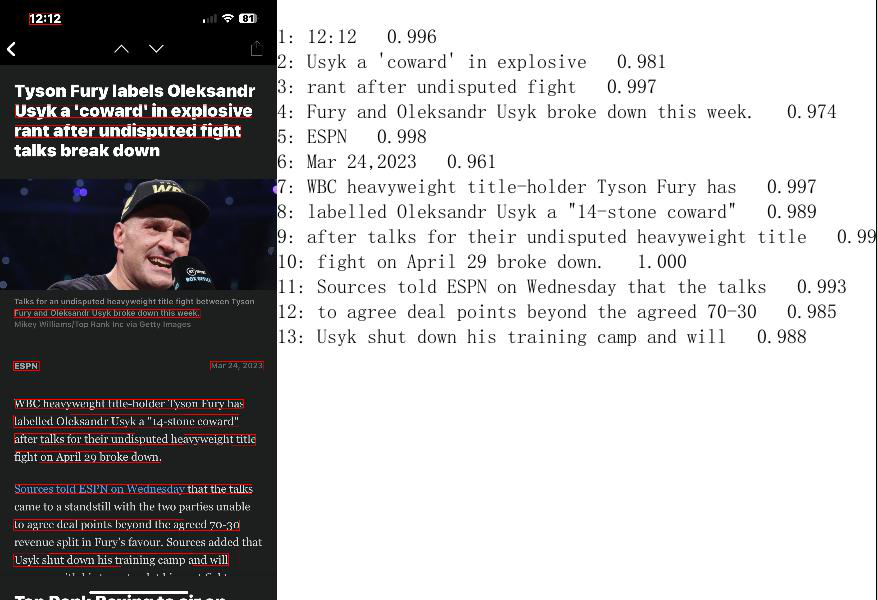 12:12
81
Tyson Fury labels Oleksandr
Usyk a 'coward' in explosive
rant after undisputed fight
talks break down
Talks for an undisputed heavyweight title fight between Tyson
Fury and Oleksandr Usyk broke down this week.
Mikey Williams/Top Rank Inc via Getty Images
ESPN
Mar 24, 2023
WBC heavyweight title-holder Tyson Fury has
labelled Oleksandr Usyk a "14-stone coward"
after talks for their undisputed heavyweight title
fight on April 29 broke down.
Sources told ESPN on Wednesday that the talks
came to a standstill with the two parties unable
to agree deal points beyond the agreed 70-30
revenue split in Fury's favour. Sources added that
Usyk shut down his training camp and will
1: 12:12 0.996
2: Usyk a 'coward' in explosive 0.981
3: rant after undisputed fight 0.997
4: Fury and Oleksandr Usyk broke down this week. 0.974
5: ESPN 0.998
6: Mar 24,2023 0.961
7: WBC heavyweight title-holder Tyson Fury has 0.997
8: labelled Oleksandr Usyk a "14-stone coward" 0.989
9: after talks for their undisputed heavyweight title 0.99
10: fight on April 29 broke down. 1.000
11: Sources told ESPN on Wednesday that the talks 0.993
12: to agree deal points beyond the agreed 70-30 0.985
13: Usyk shut down his training camp and will 0.988